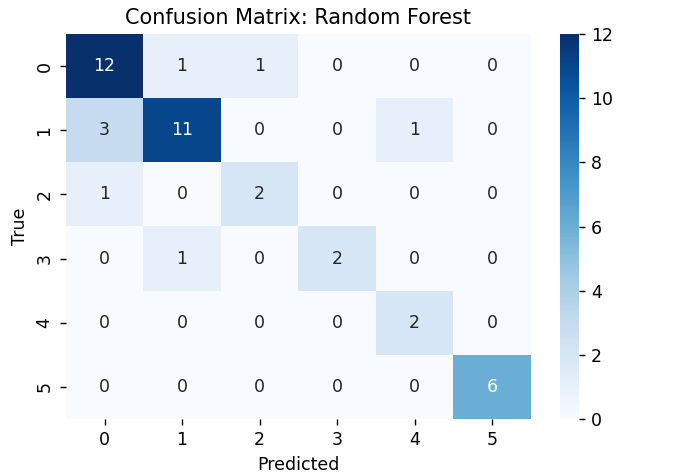 Confusion Matrix: Random Forest
0 12 1 1 0 0 0
1 3 11 0 0 1 0
2 1 0 2 0 0 0
3 0 1 0 2 0 0
4 0 0 0 0 2 0
5 0 0 0 0 0 6
0 1 2 3 4 5
True
Predicted
12
10
8
6
4
2
0